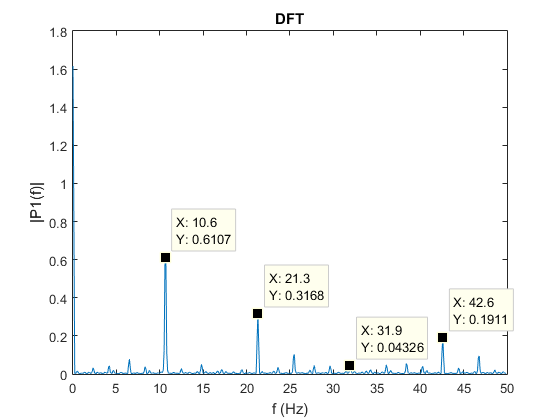 DFT
1.8
1.6
1.4
1.2
1
0.8
0.6
0.4
0.2
0
|P1(f)|
X: 10.6
Y: 0.6107
X: 21.3
Y: 0.3168
X: 31.9
Y: 0.04326
X: 42.6
Y: 0.1911
0 5 10 15 20 25 30 35 40 45 50
f (Hz)